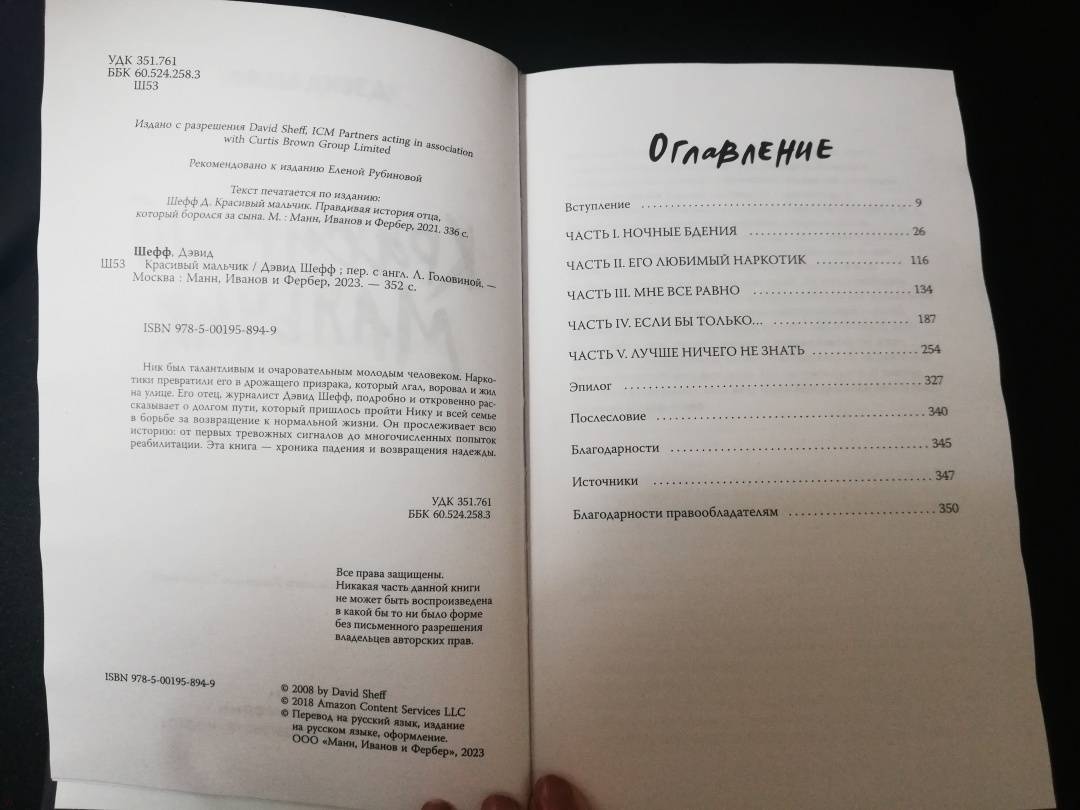 УДК 351.761
ББК 60.524.258.3
Ш53
Издано с разрешения David Sheff, ICM Partners acting in association
with Curtis Brown Group Limited
Рекомендовано к изданию Еленой Рубиновой
Текст печатается по изданию:
Шефф Д. Красивый мальчик. Правдивая история отца,
который боролся за сына. М. : Манн, Иванов и Фербер, 2021. 336 с.
Шефф, Дэвид
Ш53 Красивый мальчик / Дэвид Шефф ; пер. с англ. Л. Головиной. —
Москва : Манн, Иванов и Фербер, 2023. — 352 с.
ISBN 978-5-00195-894-9
Ник был талантливым и очаровательным молодым человеком. Нарко-
тики превратили его в дрожащего призрака, который лгал, воровал и жил
на улице. Его отец, журналист Дэвид Шефф, подробно и откровенно рас-
сказывает о долгом пути, который пришлось пройти Нику и всей семье
в борьбе за возвращение к нормальной жизни. Он прослеживает всю
историю: от первых тревожных сигналов до многочисленных попыток
реабилитации. Эта книга — хроника падения и возвращения надежды.
УДК 351.761
ББК 60.524.258.3
Все права защищены.
Никакая часть данной книги
не может быть воспроизведена
в какой бы то ни было форме
без письменного разрешения
владельцев авторских прав.
ISBN 978-5-00195-894-9
© 2008 by David Sheff
© 2018 Amazon Content Services LLC
© Перевод на русский язык, издание
на русском языке, оформление.
ООО «Манн, Иванов и Фербер», 2023
Оглавление
Вступление .......... 9
ЧАСТЬ I. НОЧНЫЕ БДЕНИЯ .......... 26
ЧАСТЬ II. ЕГО ЛЮБИМЫЙ НАРКОТИК .......... 116
ЧАСТЬ III. МНЕ ВСЕ РАВНО .......... 134
ЧАСТЬ IV. ЕСЛИ БЫ ТОЛЬКО... .......... 187
ЧАСТЬ V. ЛУЧШЕ НИЧЕГО НЕ ЗНАТЬ .......... 254
Эпилог .......... 327
Послесловие .......... 340
Благодарности .......... 345
Источники .......... 347
Благодарности правообладателям .......... 350